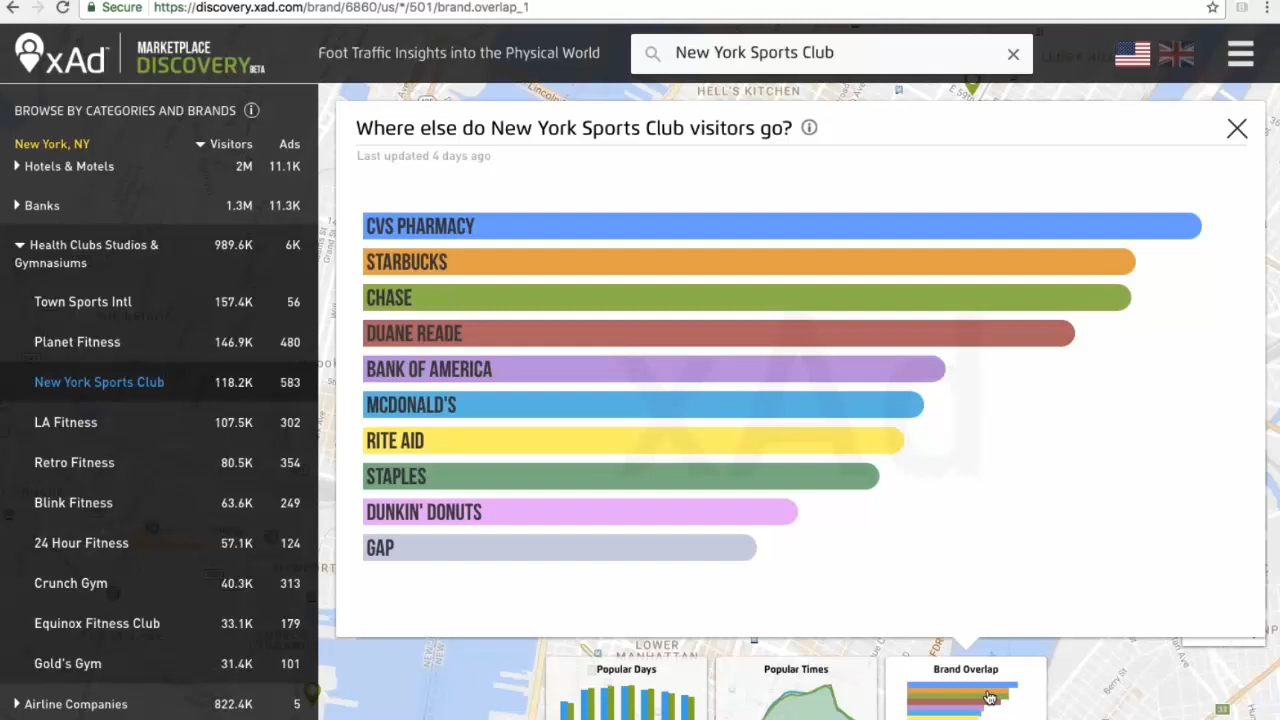 Secure https://discovery.xad.com/brand/6860/us/*/501/brand.overlap_1
xAd MARKETPLACE DISCOVERY BETA
Foot Traffic Insights into the Physical World
New York Sports Club
BROWSE BY CATEGORIES AND BRANDS
New York, NY Visitors Ads
Hotels & Motels 2M 11.1K
Banks 1.3M 11.3K
Health Clubs Studios & Gymnasiums 989.6K 6K
Town Sports Intl 157.4K 56
Planet Fitness 146.9K 480
New York Sports Club 118.2K 583
LA Fitness 107.5K 302
Retro Fitness 80.5K 354
Blink Fitness 63.6K 249
24 Hour Fitness 57.1K 124
Crunch Gym 40.3K 313
Equinox Fitness Club 33.1K 179
Gold's Gym 31.4K 101
Airline Companies 822.4K 5
HELL'S KITCHEN
E 59th
Lincoln
Where else do New York Sports Club visitors go?
Last updated 4 days ago
CVS PHARMACY
STARBUCKS
CHASE
DUANE READE
BANK OF AMERICA
MCDONALD'S
RITE AID
STAPLES
DUNKIN' DONUTS
GAP
xAd
LOWER
MANHATTAN
FDR
Berry St
Popular Days
Popular Times
Brand Overlap